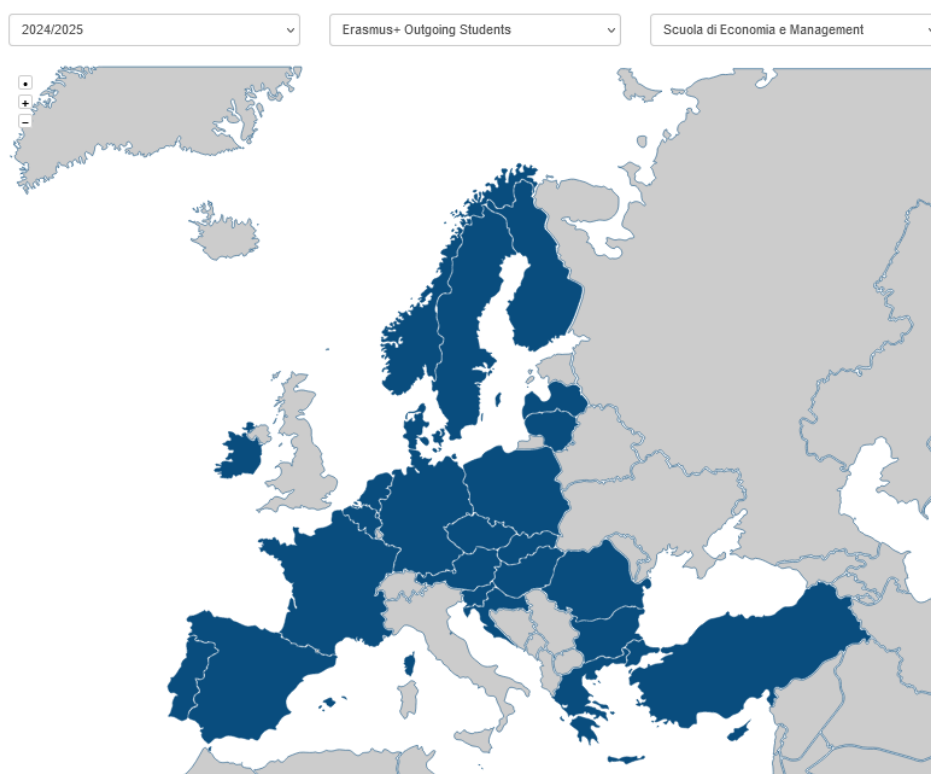 2024/2025
Erasmus+ Outgoing Students
Scuola di Economia e Management
•
+
−